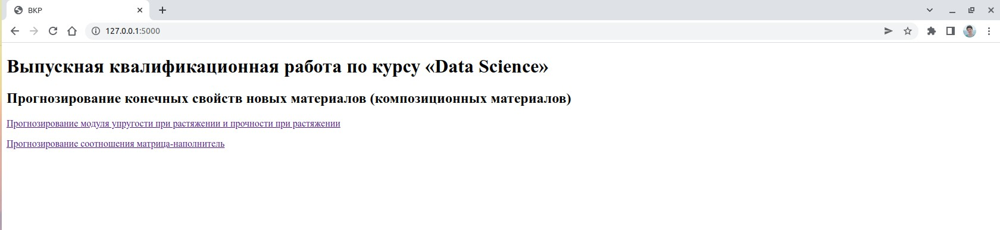 ВКР
127.0.0.1:5000
Выпускная квалификационная работа по курсу «Data Science»
Прогнозирование конечных свойств новых материалов (композиционных материалов)
Прогнозирование модуля упругости при растяжении и прочности при растяжении
Прогнозирование соотношения матрица-наполнитель